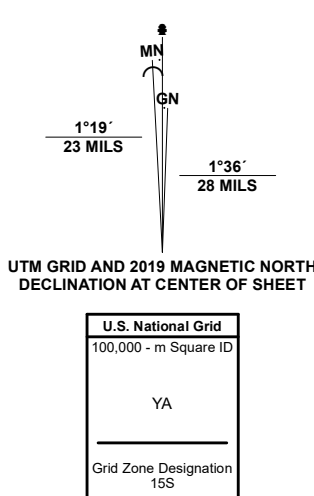 MN
GN
1°19´
23 MILS
1°36´
28 MILS
UTM GRID AND 2019 MAGNETIC NORTH
DECLINATION AT CENTER OF SHEET
U.S. National Grid
100,000 - m Square ID
YA
Grid Zone Designation
15S